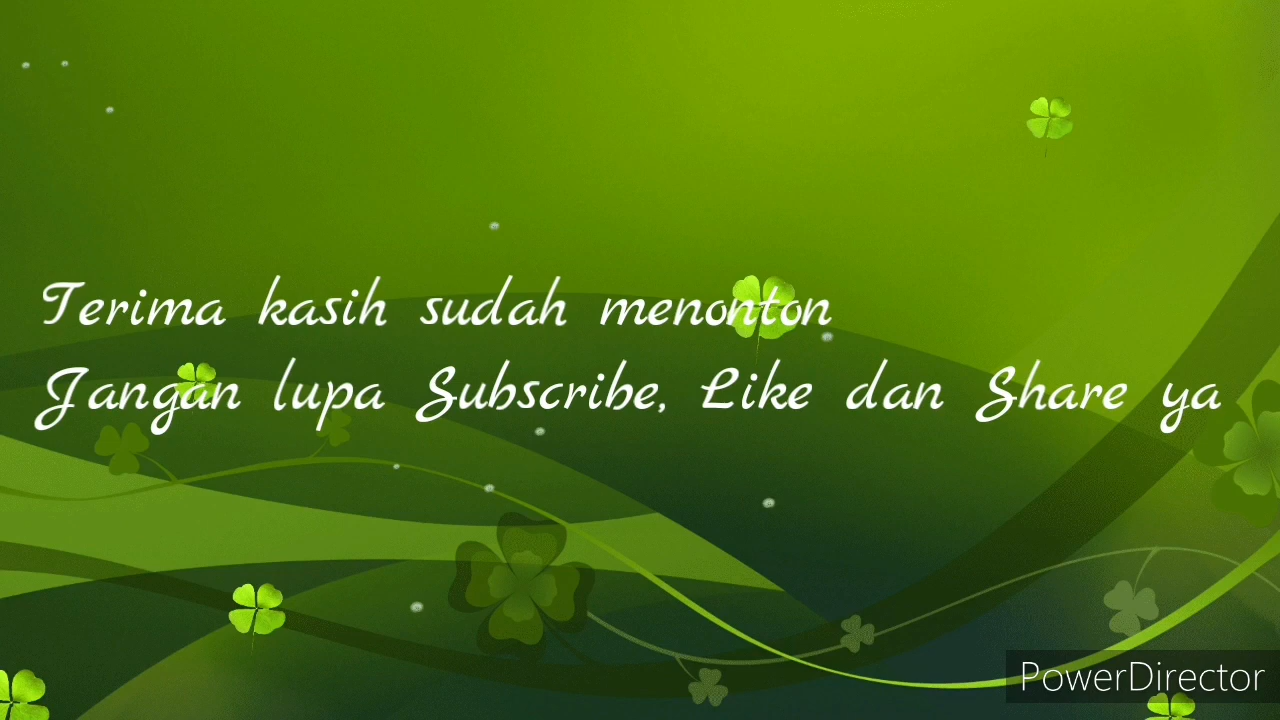 Terima kasih sudah menonton
Jangan lupa Subscribe, Like dan Share ya
PowerDirector